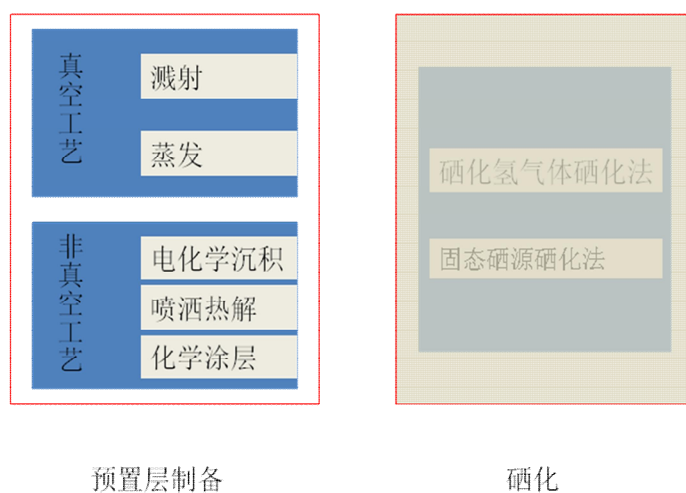 真空工艺
溅射
蒸发
非真空工艺
电化学沉积
喷洒热解
化学涂层
预置层制备
硒化氢气体硒化法
固态硒源硒化法
硒化